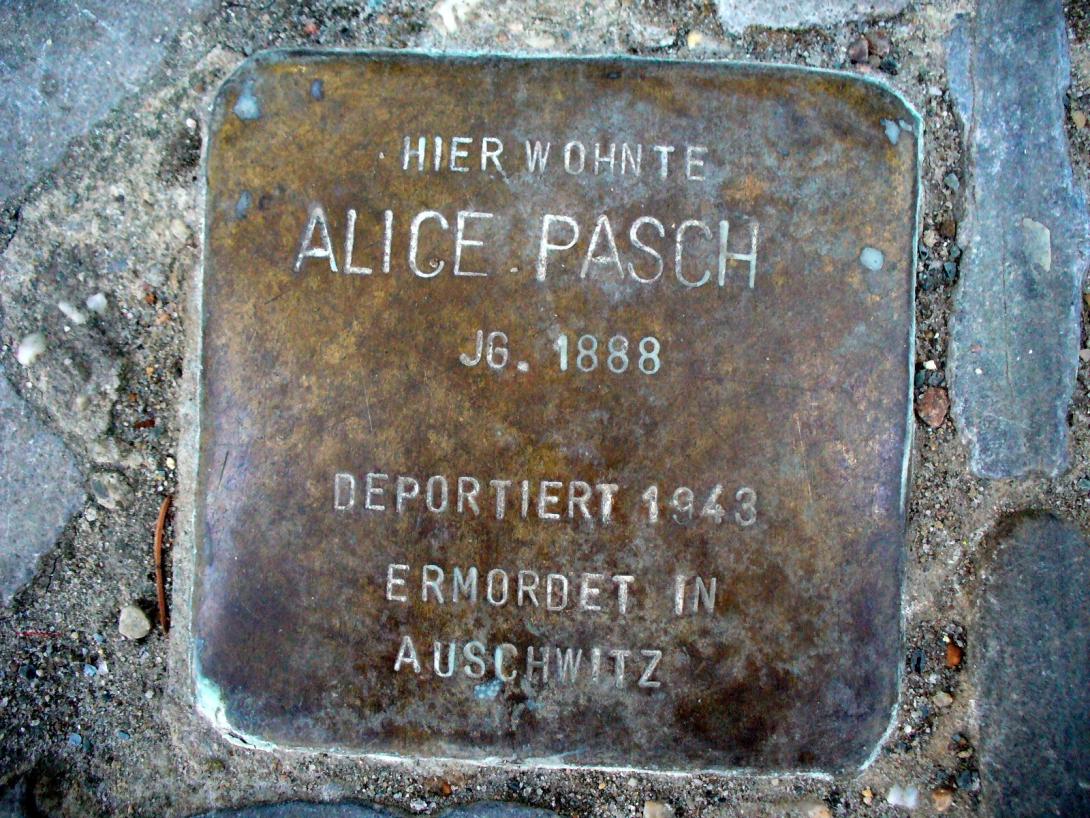 HIER WOHNTE
ALICE PASCH
JG. 1888
DEPORTIERT 1943
ERMORDET IN
AUSCHWITZ